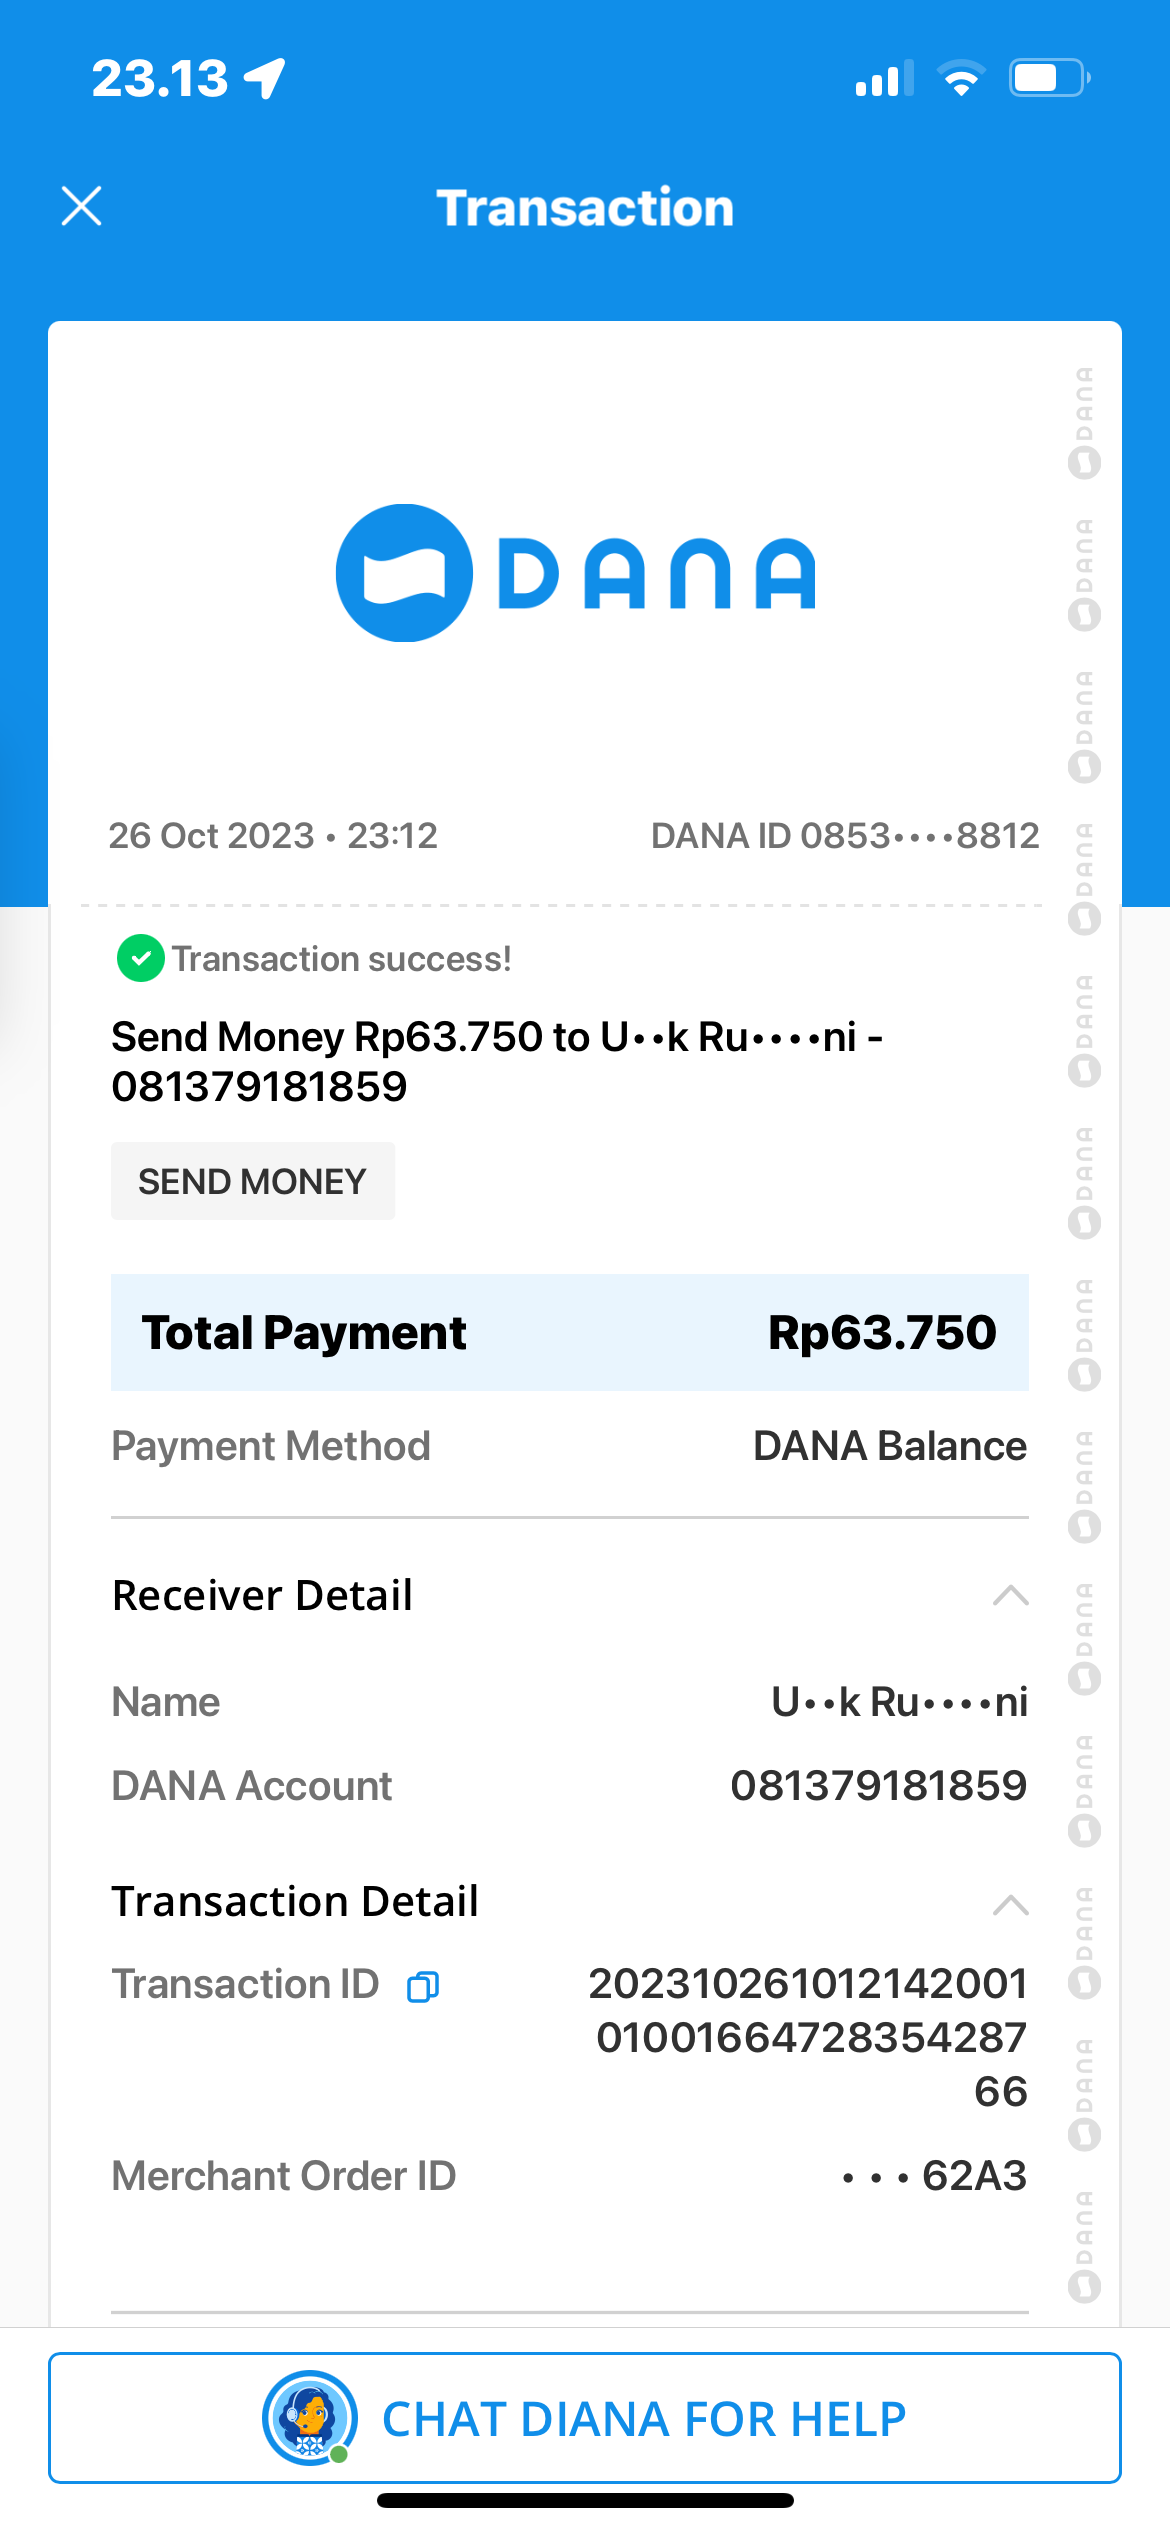 23.13
Transaction
DANA
26 Oct 2023 • 23:12
DANA ID 0853••••8812
Transaction success!
Send Money Rp63.750 to U••k Ru••••ni -
081379181859
SEND MONEY
Total Payment Rp63.750
Payment Method DANA Balance
Receiver Detail
Name U••k Ru••••ni
DANA Account 081379181859
Transaction Detail
Transaction ID 202310261012142001
01001664728354287
66
Merchant Order ID • • • 62A3
CHAT DIANA FOR HELP
DANA
DANA
DANA
DANA
DANA
DANA
DANA
DANA
DANA
DANA
DANA
DANA
DANA